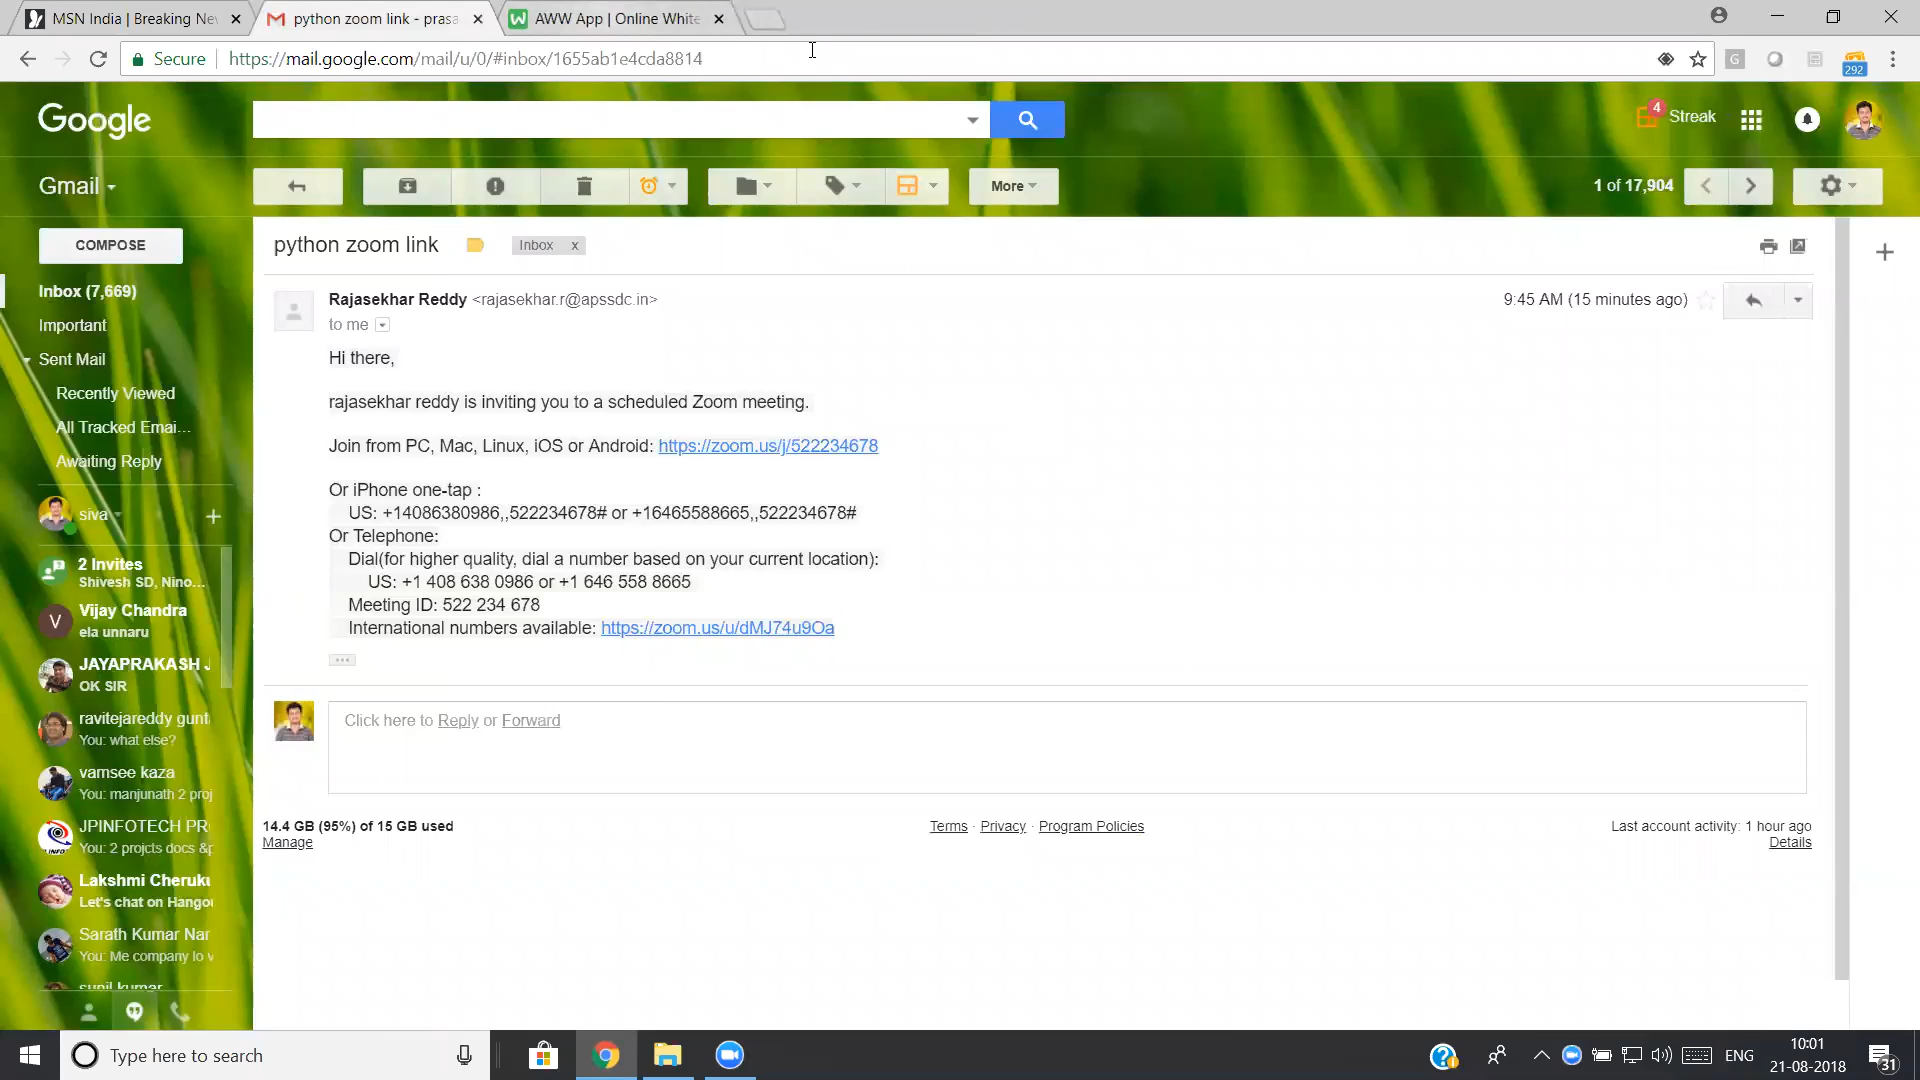 MSN India | Breaking Ne
python zoom link - prasa
AWW App | Online White
Secure https://mail.google.com/mail/u/0/#inbox/1655ab1e4cda8814
G
292
Google
4
Streak
Gmail
More
1 of 17,904
COMPOSE
python zoom link
Inbox x
Inbox (7,669)
Important
Sent Mail
Recently Viewed
All Tracked Emai...
Awaiting Reply
Rajasekhar Reddy <rajasekhar.r@apssdc.in>
9:45 AM (15 minutes ago)
to me
Hi there,
rajasekhar reddy is inviting you to a scheduled Zoom meeting.
Join from PC, Mac, Linux, iOS or Android: https://zoom.us/j/522234678
Or iPhone one-tap :
US: +14086380986,,522234678# or +16465588665,,522234678#
Or Telephone:
Dial(for higher quality, dial a number based on your current location):
US: +1 408 638 0986 or +1 646 558 8665
Meeting ID: 522 234 678
International numbers available: https://zoom.us/u/dMJ74u9Oa
siva
2 Invites
Shivesh SD, Nino...
V
Vijay Chandra
ela unnaru
JAYAPRAKASH J
OK SIR
ravitejareddy gunt
You: what else?
vamsee kaza
You: manjunath 2 proj
JPINFOTECH PR
You: 2 projcts docs &p
Lakshmi Cheruku
Let's chat on Hangou
Sarath Kumar Nar
You: Me company lo v
sunil kumar
Click here to Reply or Forward
14.4 GB (95%) of 15 GB used
Manage
Terms · Privacy · Program Policies
Last account activity: 1 hour ago
Details
Type here to search
ENG
10:01
21-08-2018
31